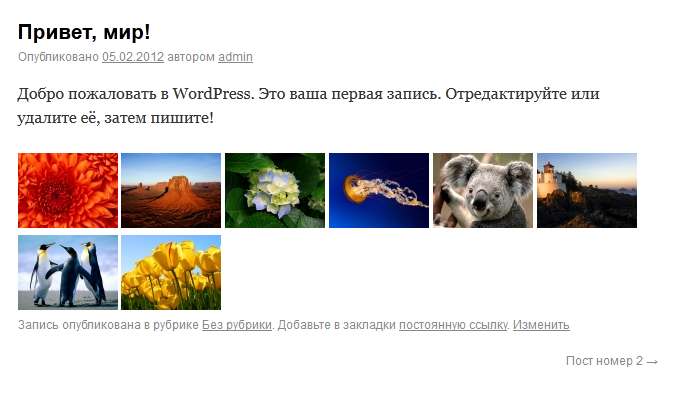 Привет, мир!
Опубликовано 05.02.2012 автором admin
Добро пожаловать в WordPress. Это ваша первая запись. Отредактируйте или
удалите её, затем пишите!
Запись опубликована в рубрике Без рубрики. Добавьте в закладки постоянную ссылку. Изменить
Пост номер 2 →